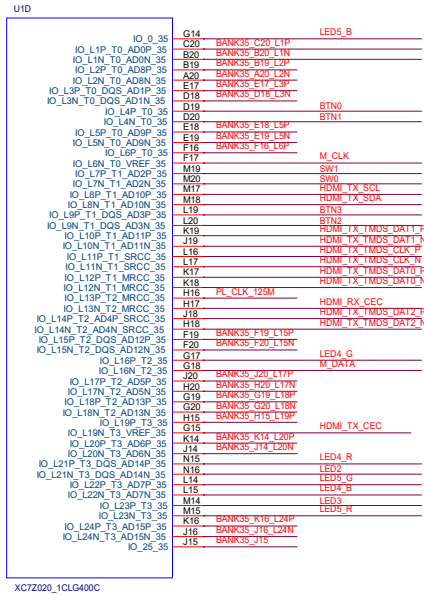 U1D
IO_0_35 G14 LED5_B
IO_L1P_T0_AD0P_35 C20 BANK35_C20_L1P
IO_L1N_T0_AD0N_35 B20 BANK35_B20_L1N
IO_L2P_T0_AD8P_35 B19 BANK35_B19_L2P
IO_L2N_T0_AD8N_35 A20 BANK35_A20_L2N
IO_L3P_T0_DQS_AD1P_35 E17 BANK35_E17_L3P
IO_L3N_T0_DQS_AD1N_35 D18 BANK35_D18_L3N
IO_L4P_T0_35 D19 BTN0
IO_L4N_T0_35 D20 BTN1
IO_L5P_T0_AD9P_35 E18 BANK35_E18_L5P
IO_L5N_T0_AD9N_35 E19 BANK35_E19_L5N
IO_L6P_T0_35 F16 BANK35_F16_L6P
IO_L6N_T0_VREF_35 F17 M_CLK
IO_L7P_T1_AD2P_35 M19 SW1
IO_L7N_T1_AD2N_35 M20 SW0
IO_L8P_T1_AD10P_35 M17 HDMI_TX_SCL
IO_L8N_T1_AD10N_35 M18 HDMI_TX_SDA
IO_L9P_T1_DQS_AD3P_35 L19 BTN3
IO_L9N_T1_DQS_AD3N_35 L20 BTN2
IO_L10P_T1_AD11P_35 K19 HDMI_TX_TMDS_DAT1_P
IO_L10N_T1_AD11N_35 J19 HDMI_TX_TMDS_DAT1_N
IO_L11P_T1_SRCC_35 L16 HDMI_TX_TMDS_CLK_P
IO_L11N_T1_SRCC_35 L17 HDMI_TX_TMDS_CLK_N
IO_L12P_T1_MRCC_35 K17 HDMI_TX_TMDS_DAT0_P
IO_L12N_T1_MRCC_35 K18 HDMI_TX_TMDS_DAT0_N
IO_L13P_T2_MRCC_35 H16 PL_CLK_125M
IO_L13N_T2_MRCC_35 H17 HDMI_RX_CEC
IO_L14P_T2_AD4P_SRCC_35 J18 HDMI_TX_TMDS_DAT2_P
IO_L14N_T2_AD4N_SRCC_35 H18 HDMI_TX_TMDS_DAT2_N
IO_L15P_T2_DQS_AD12P_35 F19 BANK35_F19_L15P
IO_L15N_T2_DQS_AD12N_35 F20 BANK35_F20_L15N
IO_L16P_T2_35 G17 LED4_G
IO_L16N_T2_35 G18 M_DATA
IO_L17P_T2_AD5P_35 J20 BANK35_J20_L17P
IO_L17N_T2_AD5N_35 H20 BANK35_H20_L17N
IO_L18P_T2_AD13P_35 G19 BANK35_G19_L18P
IO_L18N_T2_AD13N_35 G20 BANK35_G20_L18N
IO_L19P_T3_35 H15 BANK35_H15_L19P
IO_L19N_T3_VREF_35 G15 HDMI_TX_CEC
IO_L20P_T3_AD6P_35 K14 BANK35_K14_L20P
IO_L20N_T3_AD6N_35 J14 BANK35_J14_L20N
IO_L21P_T3_DQS_AD14P_35 N15 LED4_R
IO_L21N_T3_DQS_AD14N_35 N16 LED2
IO_L22P_T3_AD7P_35 L14 LED5_G
IO_L22N_T3_AD7N_35 L15 LED4_B
IO_L23P_T3_35 M14 LED3
IO_L23N_T3_35 M15 LED5_R
IO_L24P_T3_AD15P_35 K16 BANK35_K16_L24P
IO_L24N_T3_AD15N_35 J16 BANK35_J16_L24N
IO_25_35 J15 BANK35_J15
XC7Z020_1CLG400C